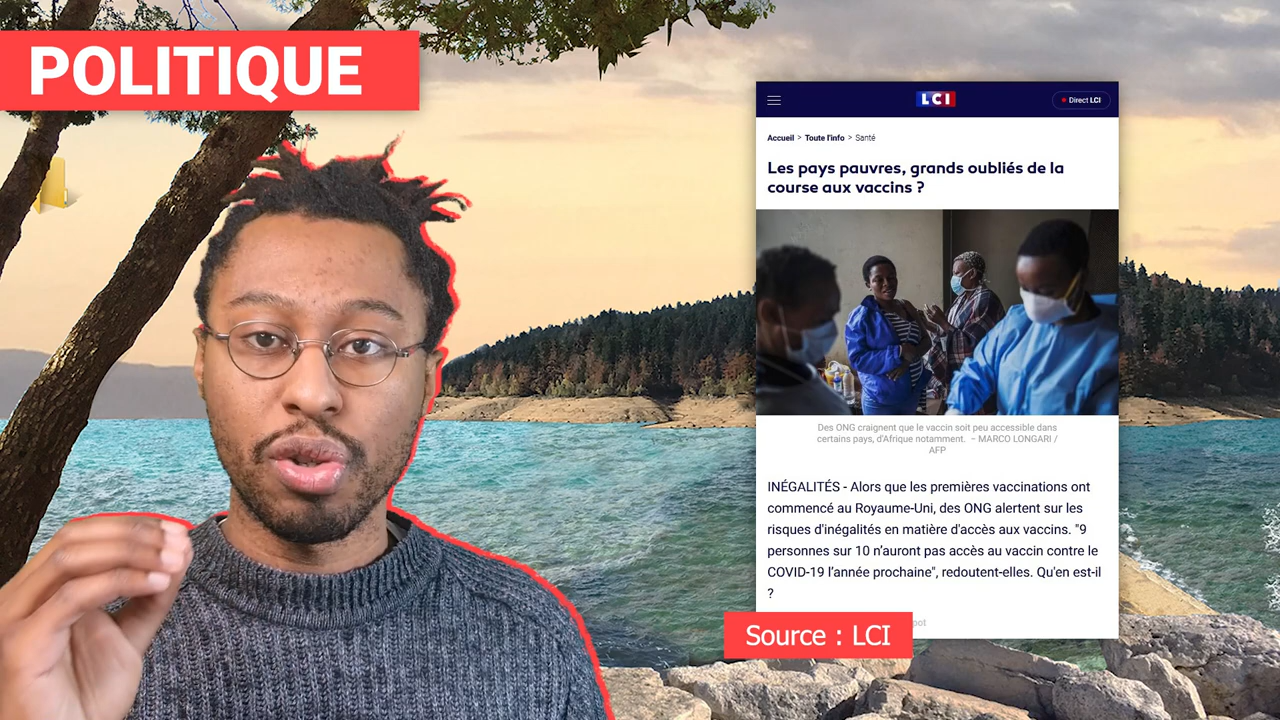 POLITIQUE
LCI
Direct LCI
Accueil > Toute l'info > Santé
Les pays pauvres, grands oubliés de la
course aux vaccins ?
Des ONG craignent que le vaccin soit peu accessible dans
certains pays, d'Afrique notamment. – MARCO LONGARI /
AFP
INÉGALITÉS - Alors que les premières vaccinations ont
commencé au Royaume-Uni, des ONG alertent sur les
risques d'inégalités en matière d'accès aux vaccins. "9
personnes sur 10 n'auront pas accès au vaccin contre le
COVID-19 l'année prochaine", redoutent-elles. Qu'en est-il
?
Source : LCI